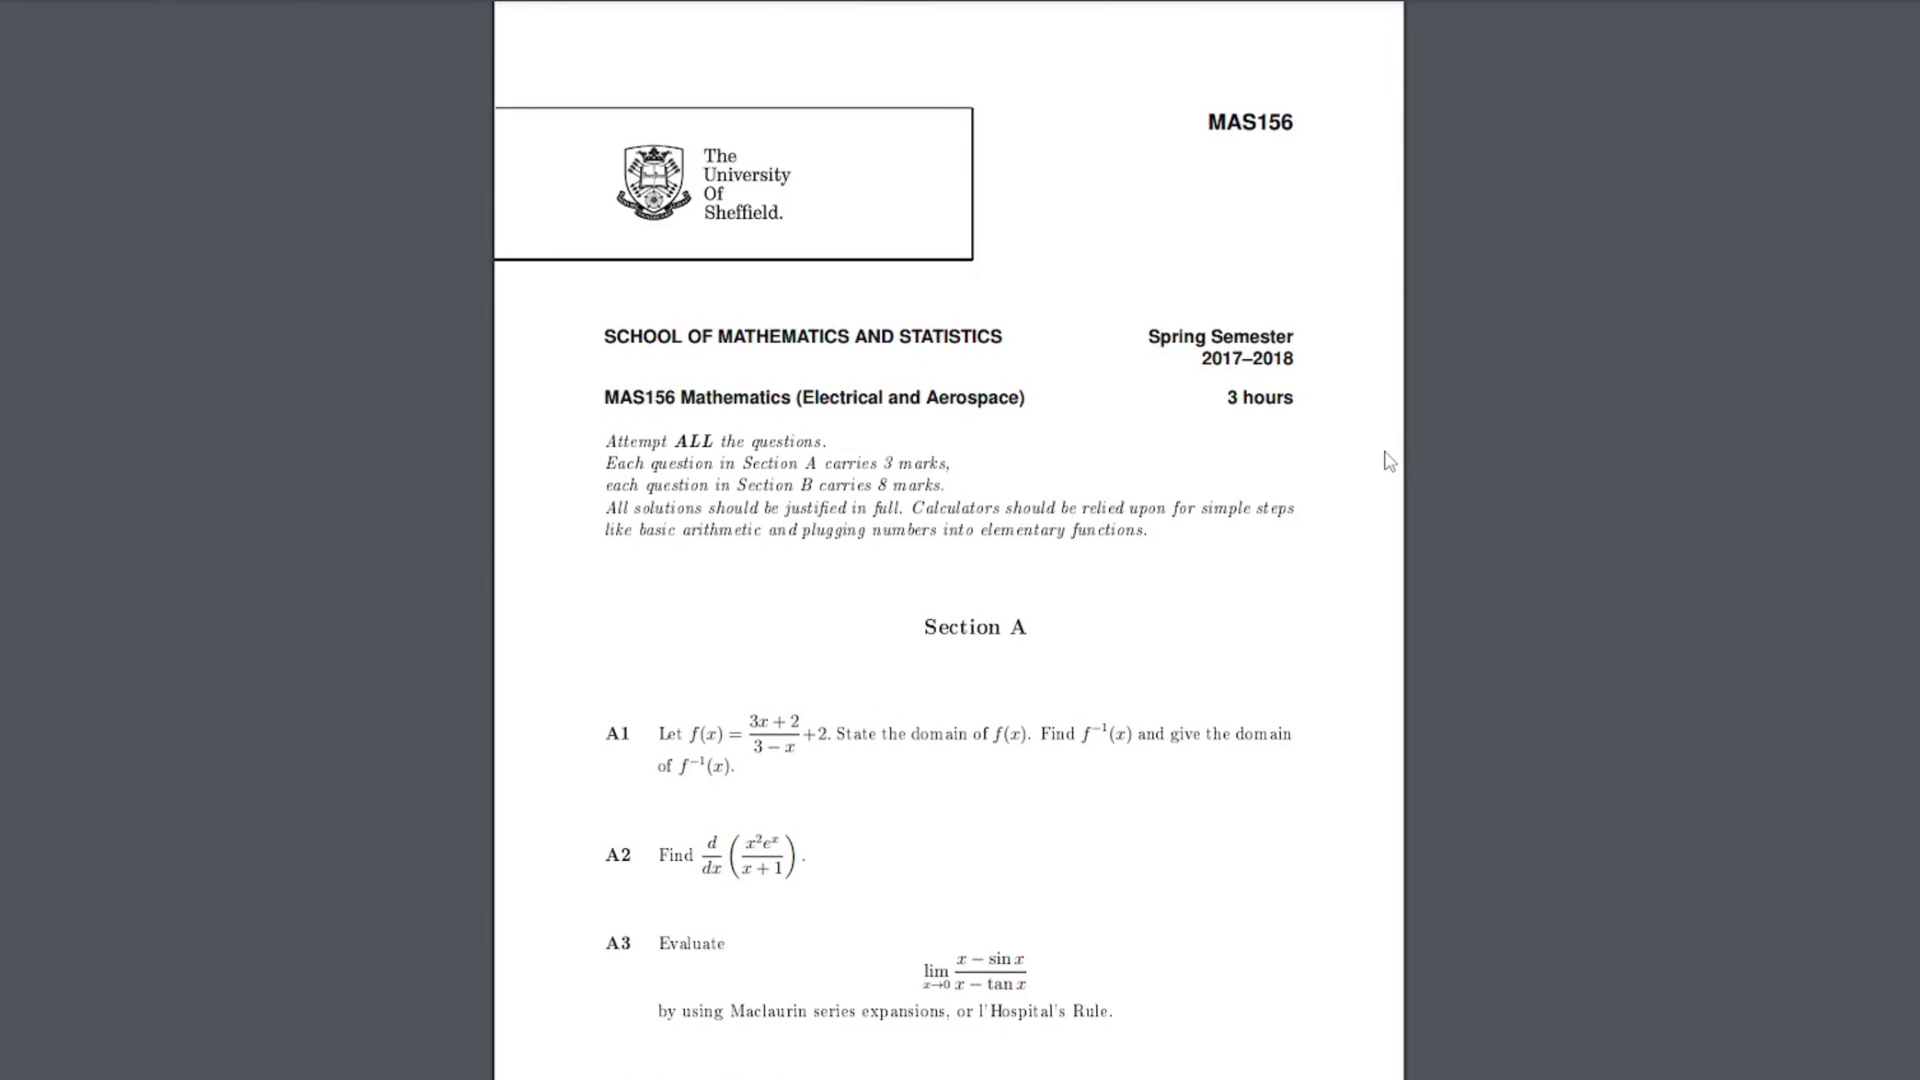 MAS156
The
University
Of
Sheffield.
SCHOOL OF MATHEMATICS AND STATISTICS Spring Semester
2017–2018
MAS156 Mathematics (Electrical and Aerospace) 3 hours
Attempt ALL the questions.
Each question in Section A carries 3 marks,
each question in Section B carries 8 marks.
All solutions should be justified in full. Calculators should be relied upon for simple steps
like basic arithmetic and plugging numbers into elementary functions.
Section A
A1 Let f(x) = (3x + 2)/(3 − x) +2. State the domain of f(x). Find f⁻¹(x) and give the domain
of f⁻¹(x).
A2 Find d/dx (x²eˣ/(x + 1)).
A3 Evaluate
lim x→0 (x − sin x)/(x − tan x)
by using Maclaurin series expansions, or l'Hospital's Rule.